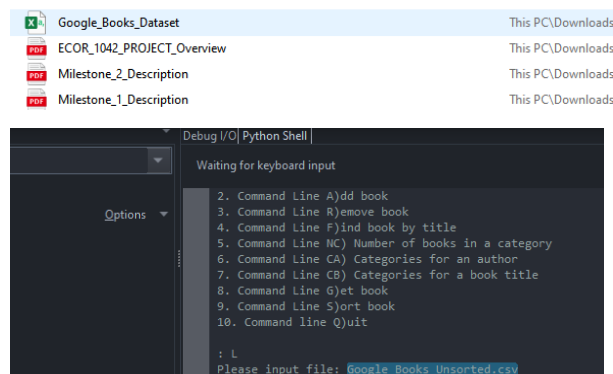 Google_Books_Dataset This PC\Downloads
PDF ECOR_1042_PROJECT_Overview This PC\Downloads
PDF Milestone_2_Description This PC\Downloads
PDF Milestone_1_Description This PC\Downloads
Debug I/O Python Shell
Waiting for keyboard input
Options
2. Command Line A)dd book
3. Command Line R)emove book
4. Command Line F)ind book by title
5. Command Line NC) Number of books in a category
6. Command Line CA) Categories for an author
7. Command Line CB) Categories for a book title
8. Command Line G)et book
9. Command Line S)ort book
10. Command line Q)uit
: L
Please input file: Google_Books_Unsorted.csv